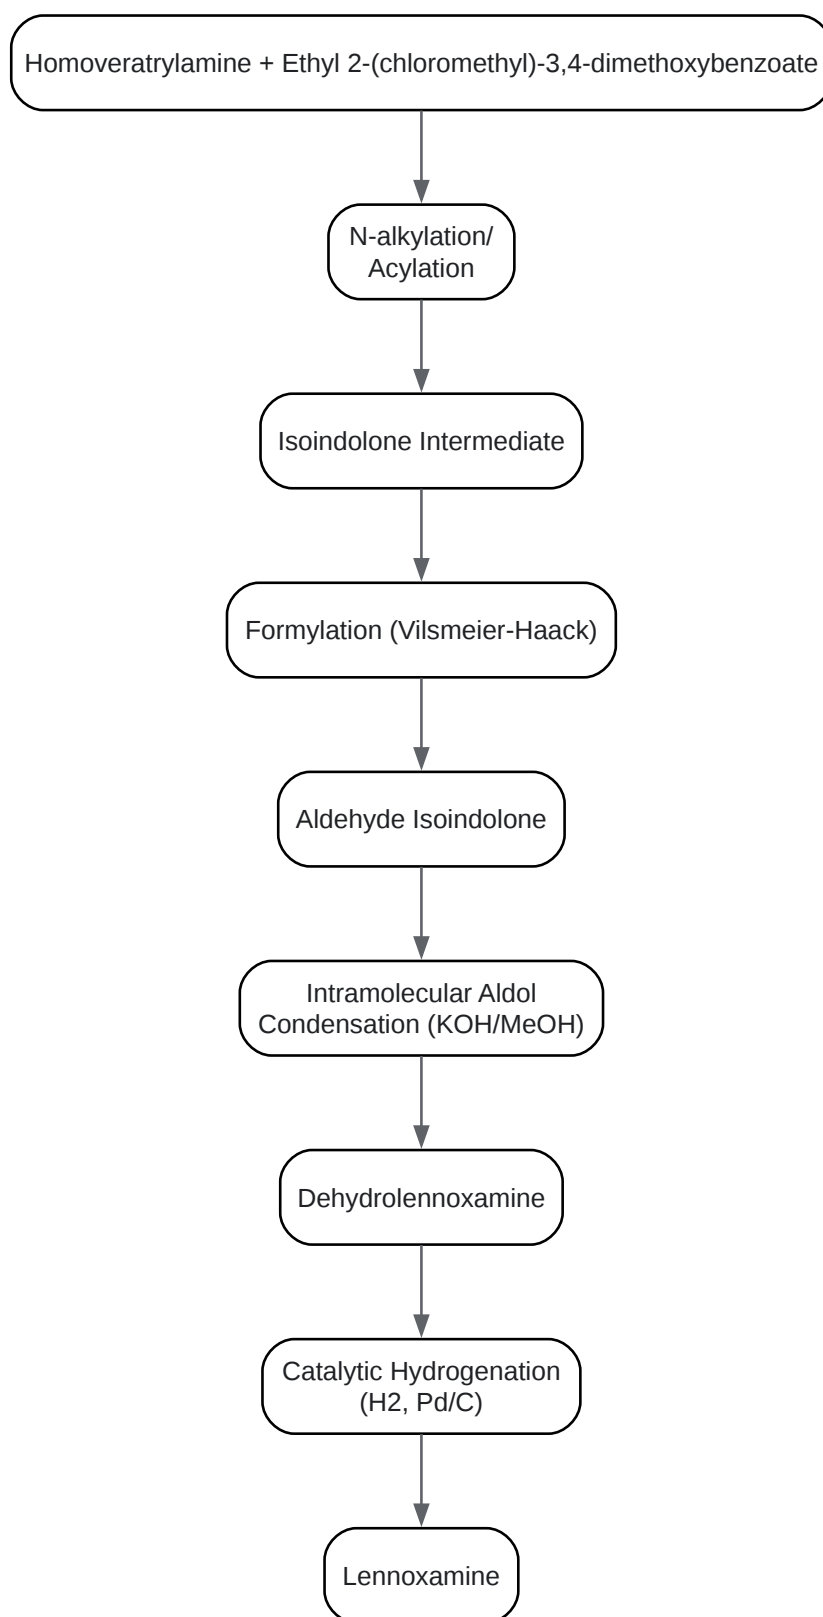 Homoveratrylamine + Ethyl 2-(chloromethyl)-3,4-dimethoxybenzoate
N-alkylation/
Acylation
Isoindolone Intermediate
Formylation (Vilsmeier-Haack)
Aldehyde Isoindolone
Intramolecular Aldol
Condensation (KOH/MeOH)
Dehydrolennoxamine
Catalytic Hydrogenation
(H2, Pd/C)
Lennoxamine